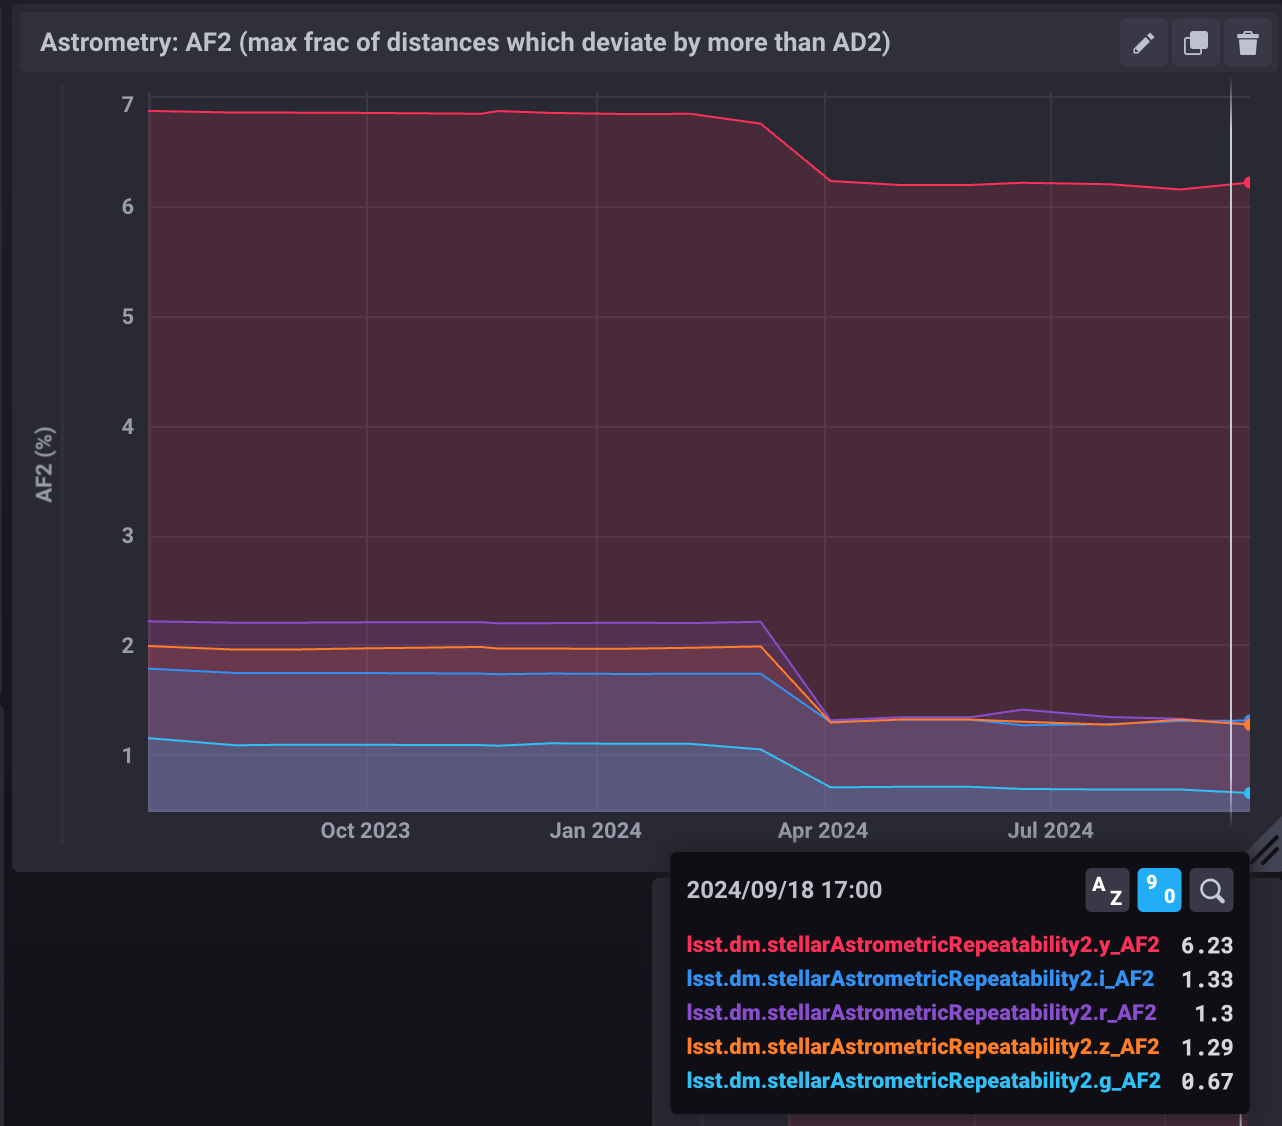 Astrometry: AF2 (max frac of distances which deviate by more than AD2)
7
6
5
4
3
2
1
AF2 (%)
Oct 2023 Jan 2024 Apr 2024 Jul 2024
2024/09/18 17:00
A Z
9 0
lsst.dm.stellarAstrometricRepeatability2.y_AF2 6.23
lsst.dm.stellarAstrometricRepeatability2.i_AF2 1.33
lsst.dm.stellarAstrometricRepeatability2.r_AF2 1.3
lsst.dm.stellarAstrometricRepeatability2.z_AF2 1.29
lsst.dm.stellarAstrometricRepeatability2.g_AF2 0.67